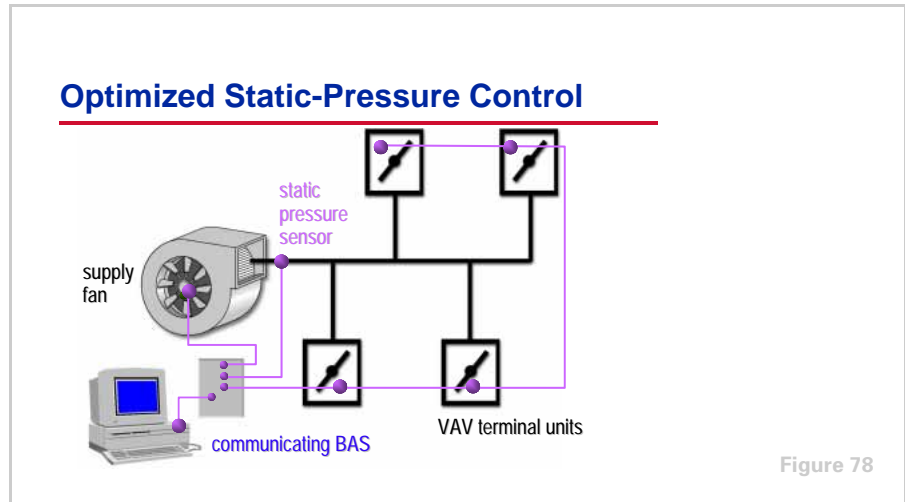 Optimized Static-Pressure Control
static
pressure
sensor
supply
fan
VAV terminal units
communicating BAS
Figure 78